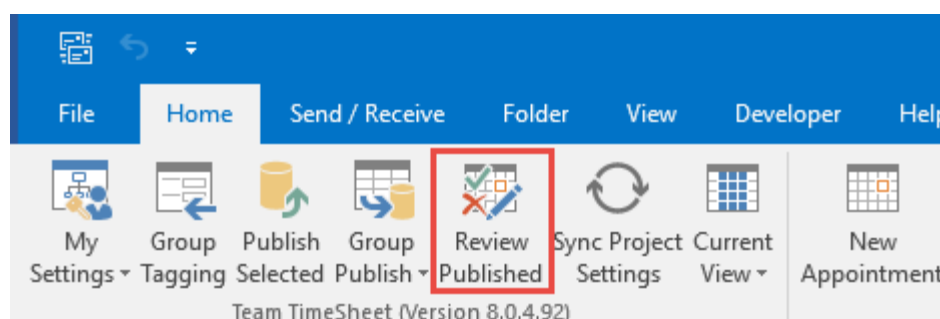 File Home Send / Receive Folder View Developer Help
My Group Publish Group Review Sync Project Current New
Settings Tagging Selected Publish Published Settings View Appointment
Team TimeSheet (Version 8.0.4.92)